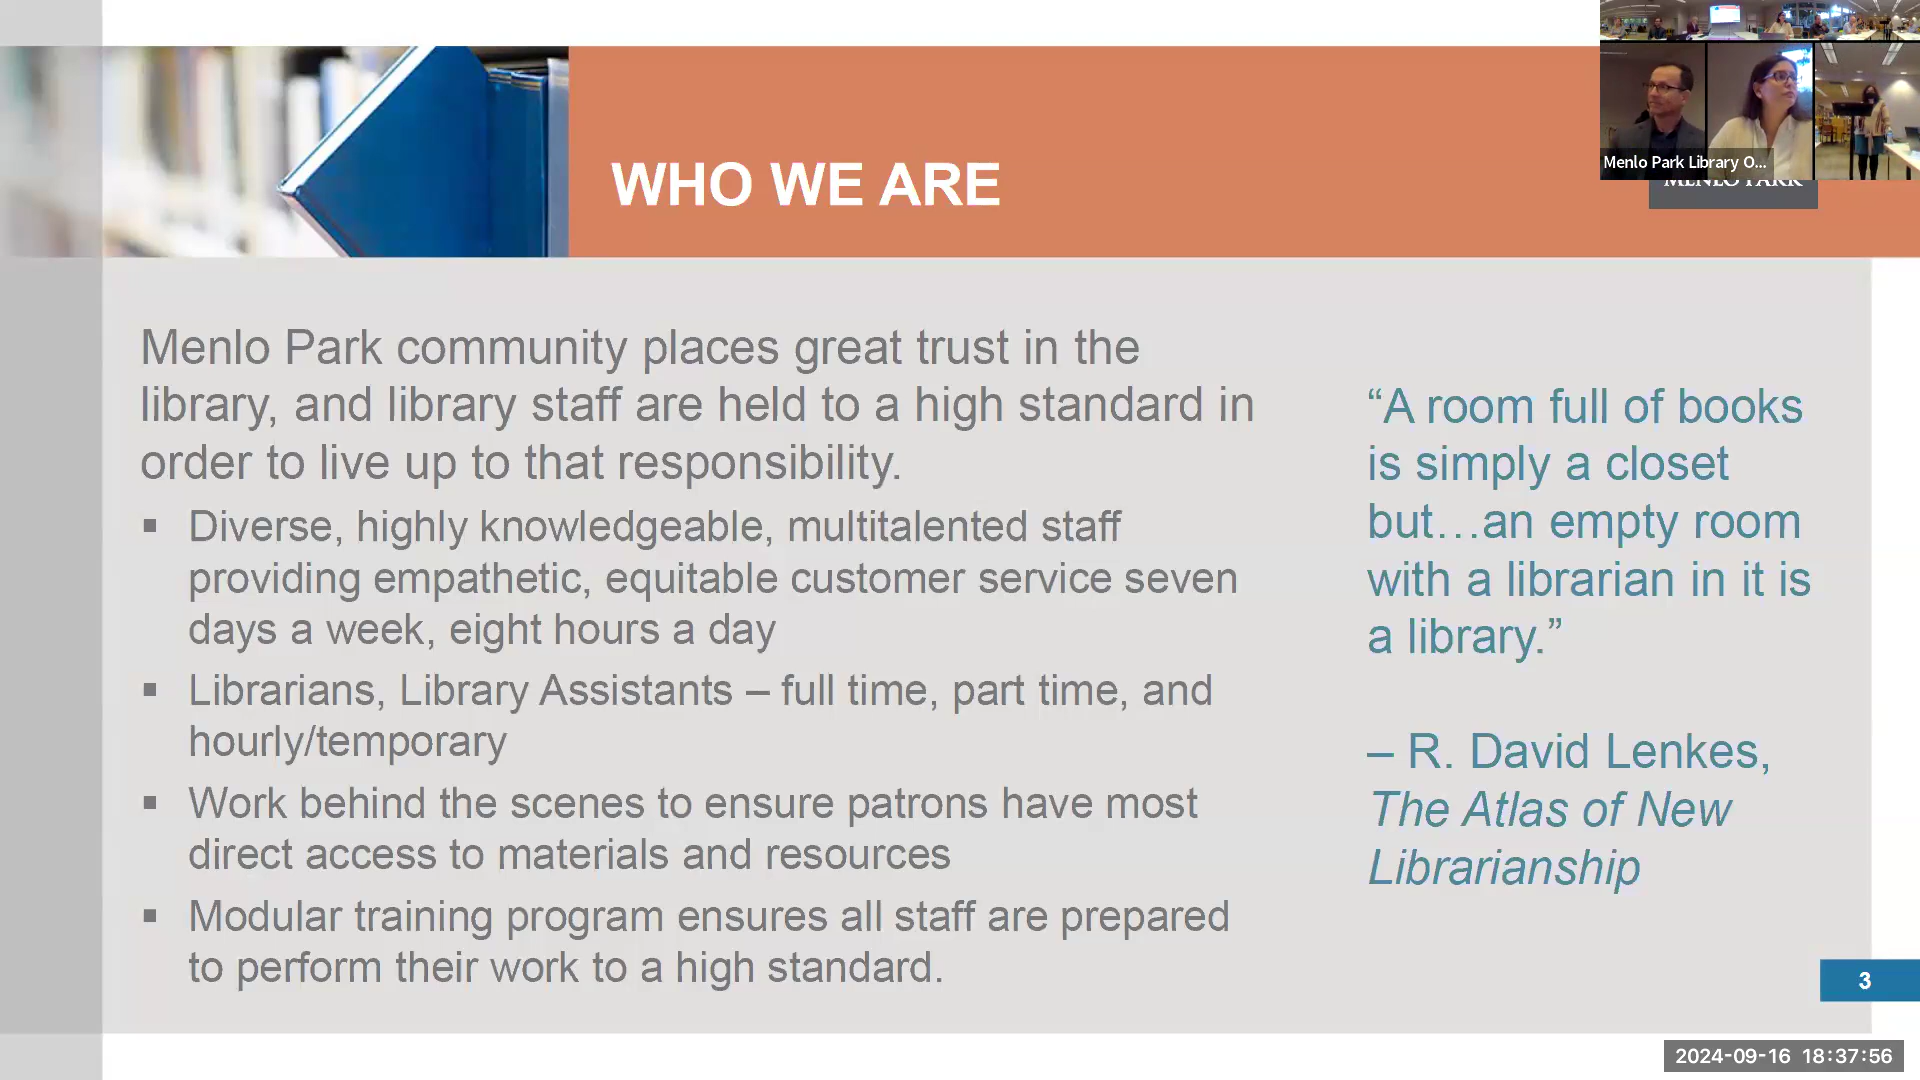 WHO WE ARE
Menlo Park Library O...
MENLO PARK
Menlo Park community places great trust in the
library, and library staff are held to a high standard in
order to live up to that responsibility.
▪ Diverse, highly knowledgeable, multitalented staff
providing empathetic, equitable customer service seven
days a week, eight hours a day
▪ Librarians, Library Assistants – full time, part time, and
hourly/temporary
▪ Work behind the scenes to ensure patrons have most
direct access to materials and resources
▪ Modular training program ensures all staff are prepared
to perform their work to a high standard.
“A room full of books
is simply a closet
but…an empty room
with a librarian in it is
a library.”
– R. David Lenkes,
The Atlas of New
Librarianship
3
2024-09-16 18:37:56